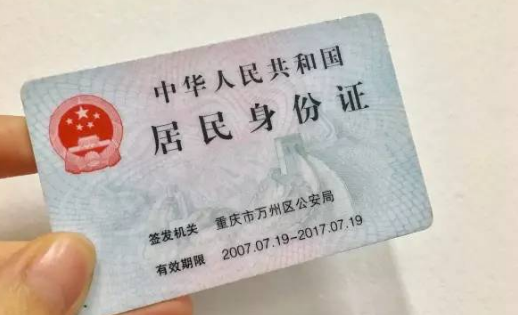 中华人民共和国
居民身份证
签发机关 重庆市万州区公安局
有效期限 2007.07.19-2017.07.19